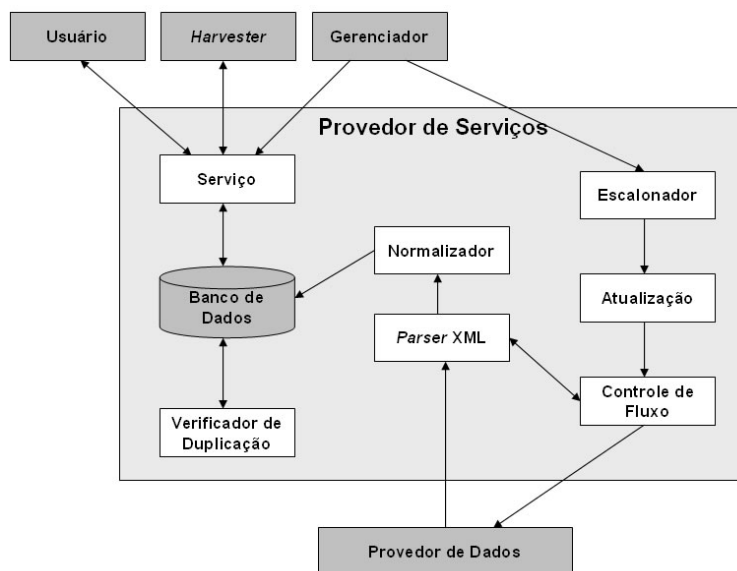 Usuário
Harvester
Gerenciador
Provedor de Serviços
Serviço
Escalonador
Normalizador
Banco de
Dados
Atualização
Parser XML
Controle de
Fluxo
Verificador de
Duplicação
Provedor de Dados